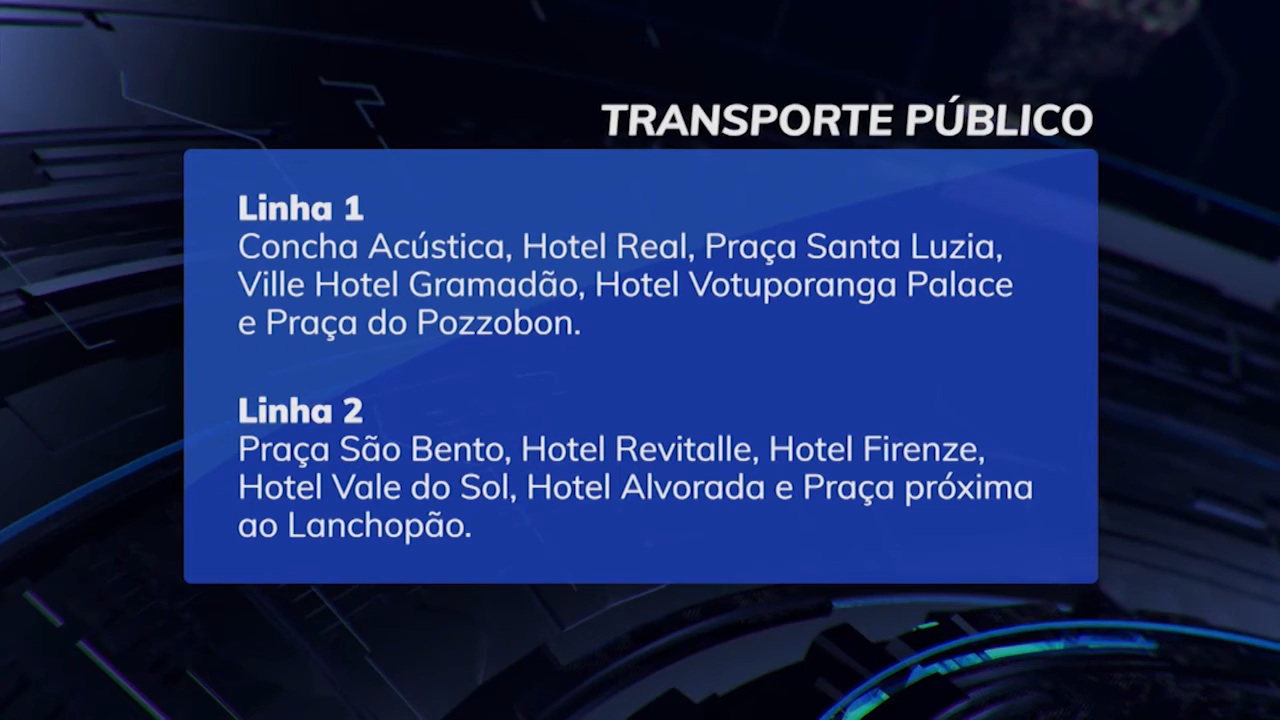 TRANSPORTE PÚBLICO
Linha 1
Concha Acústica, Hotel Real, Praça Santa Luzia,
Ville Hotel Gramadão, Hotel Votuporanga Palace
e Praça do Pozzobon.
Linha 2
Praça São Bento, Hotel Revitalle, Hotel Firenze,
Hotel Vale do Sol, Hotel Alvorada e Praça próxima
ao Lanchopão.